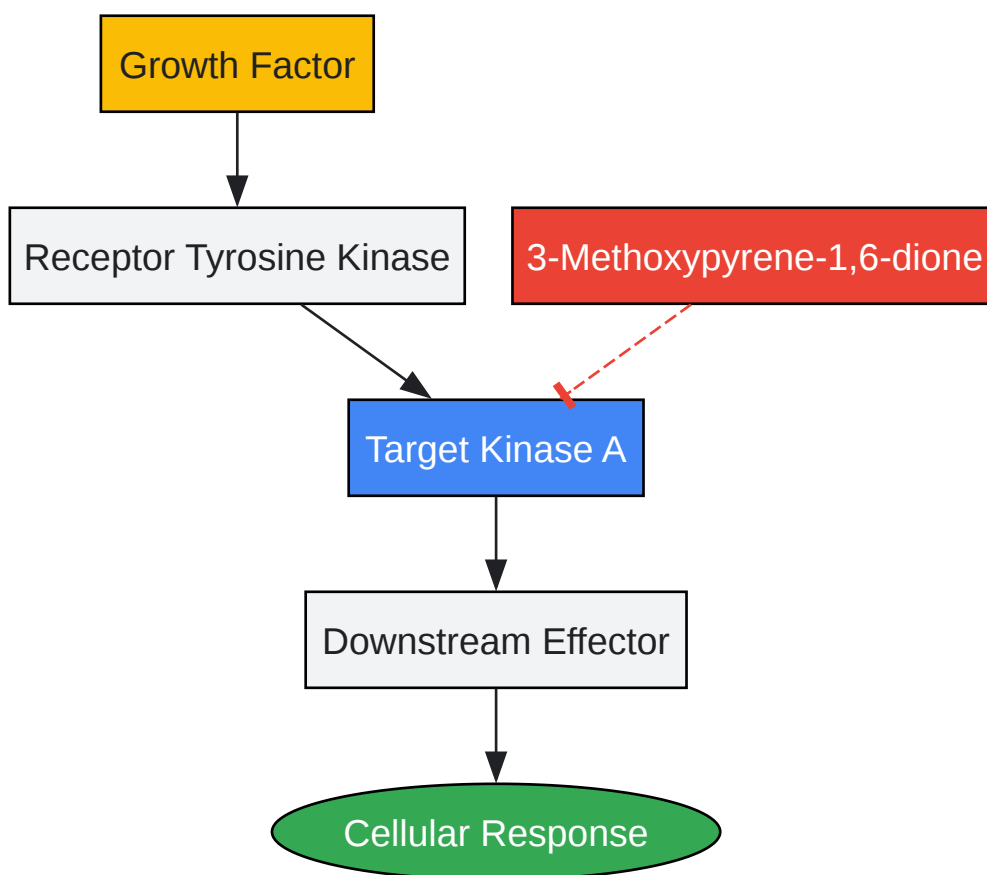 Growth Factor
Receptor Tyrosine Kinase
3-Methoxypyrene-1,6-dione
Target Kinase A
Downstream Effector
Cellular Response